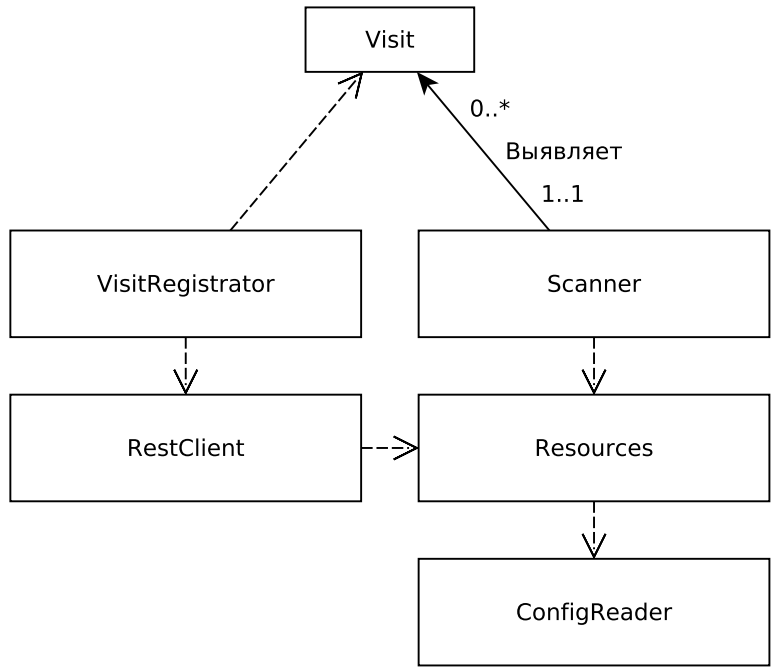 Visit
0..*
Выявляет
1..1
VisitRegistrator
Scanner
RestClient
Resources
ConfigReader